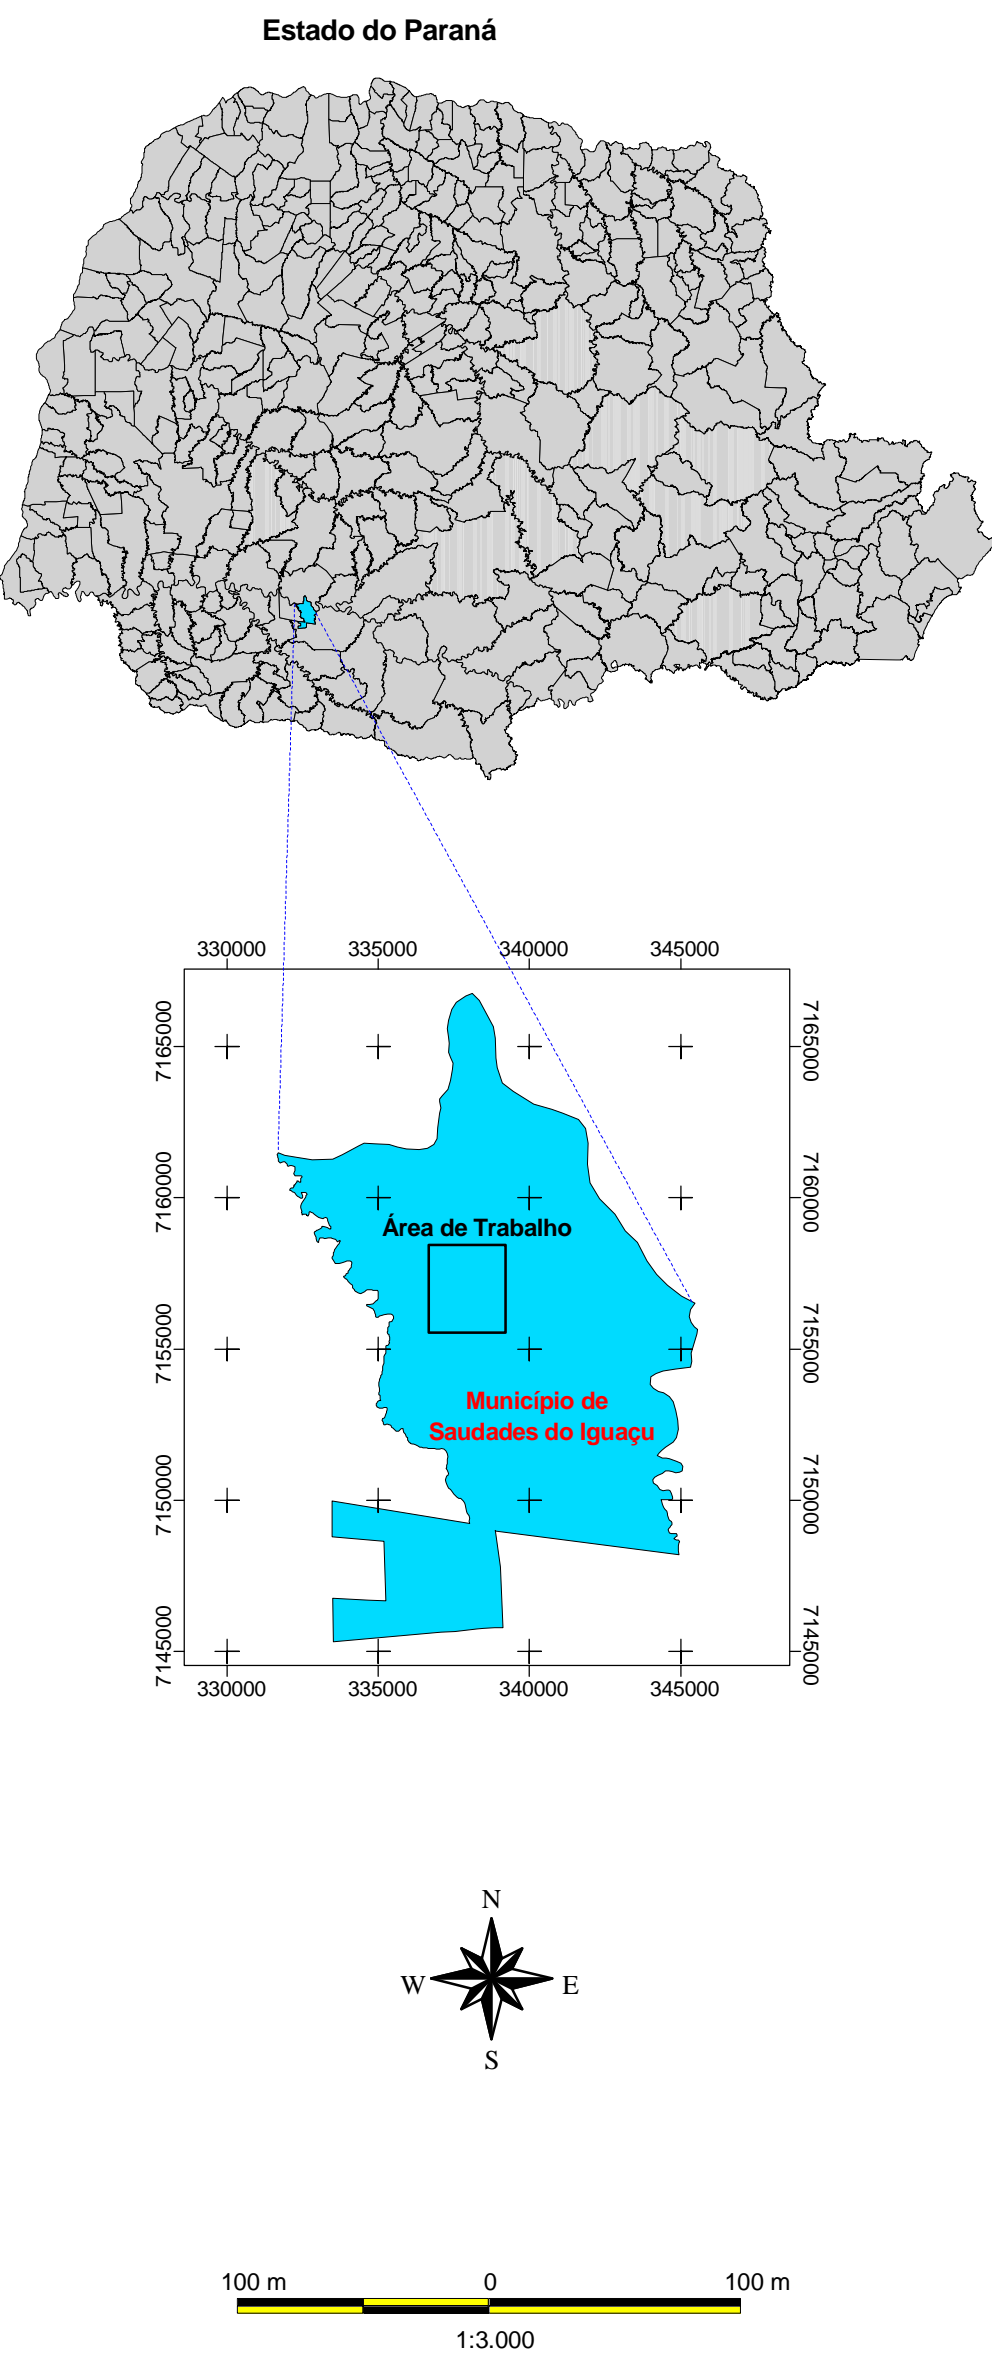 Estado do Paraná
330000 335000 340000 345000
7165000 7165000
7160000 7160000
Área de Trabalho
7155000 7155000
Município de
Saudades do Iguaçu
7150000 7150000
7145000 7145000
330000 335000 340000 345000
N
W E
S
100 m 0 100 m
1:3.000